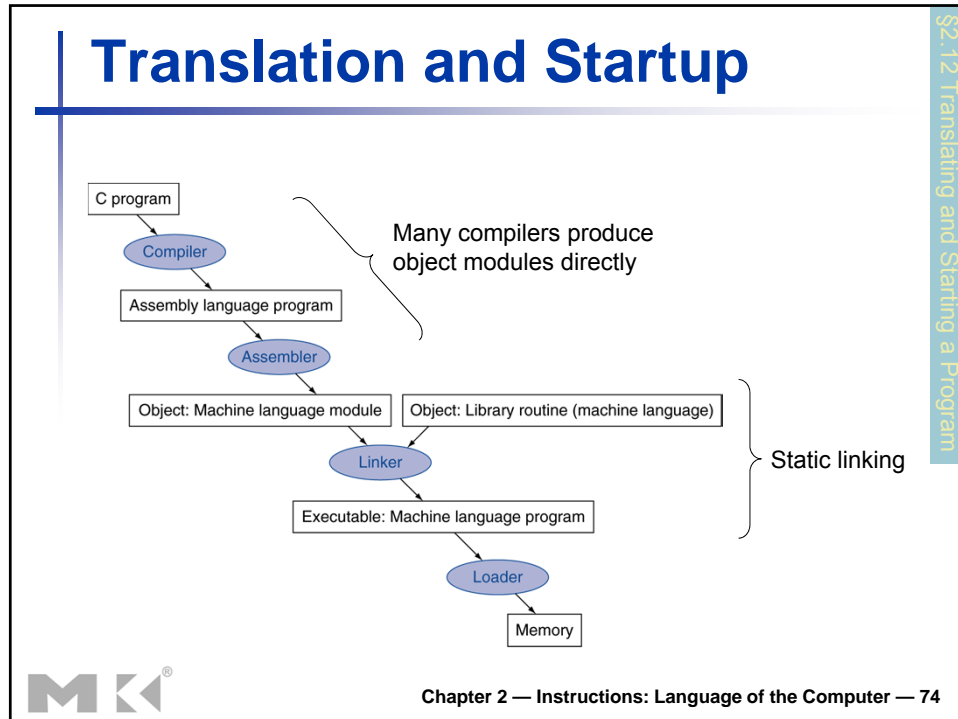 Translation and Startup
§2.12 Translating and Starting a Program
C program
Compiler
Many compilers produce
object modules directly
Assembly language program
Assembler
Object: Machine language module
Object: Library routine (machine language)
Linker
Static linking
Executable: Machine language program
Loader
Memory
MK®
Chapter 2 — Instructions: Language of the Computer — 74